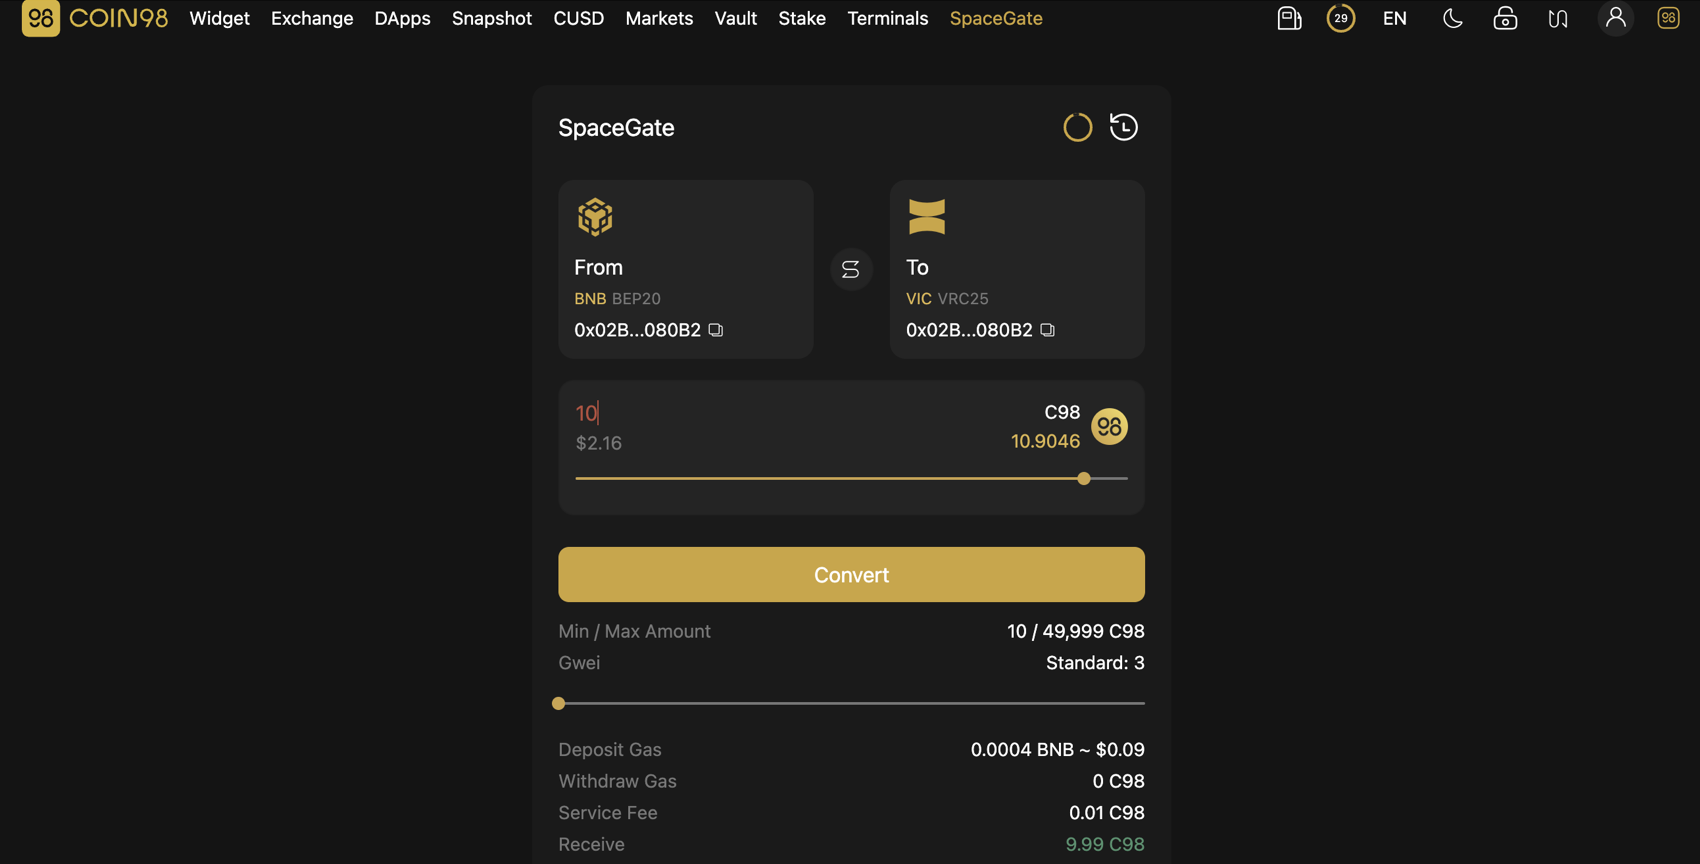 98 COIN98 Widget Exchange DApps Snapshot CUSD Markets Vault Stake Terminals SpaceGate 29 EN 98
SpaceGate
From
BNB BEP20
0x02B...080B2
To
VIC VRC25
0x02B...080B2
10 C98 98
$2.16 10.9046
Convert
Min / Max Amount 10 / 49,999 C98
Gwei Standard: 3
Deposit Gas 0.0004 BNB ~ $0.09
Withdraw Gas 0 C98
Service Fee 0.01 C98
Receive 9.99 C98